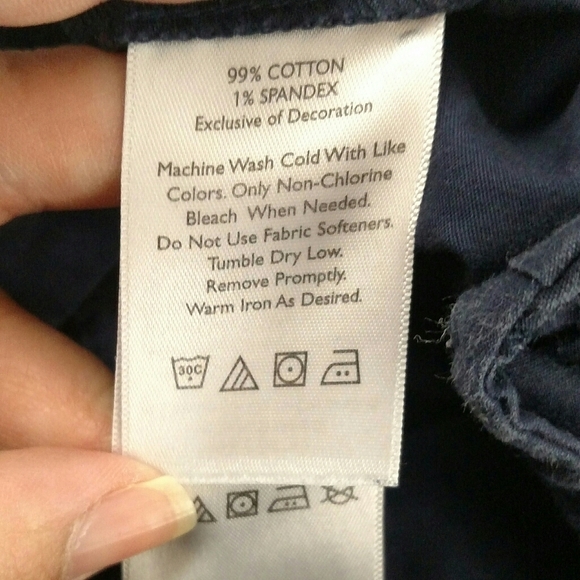 99% COTTON
1% SPANDEX
Exclusive of Decoration
Machine Wash Cold With Like
Colors. Only Non-Chlorine
Bleach When Needed.
Do Not Use Fabric Softeners.
Tumble Dry Low.
Remove Promptly.
Warm Iron As Desired.
30C